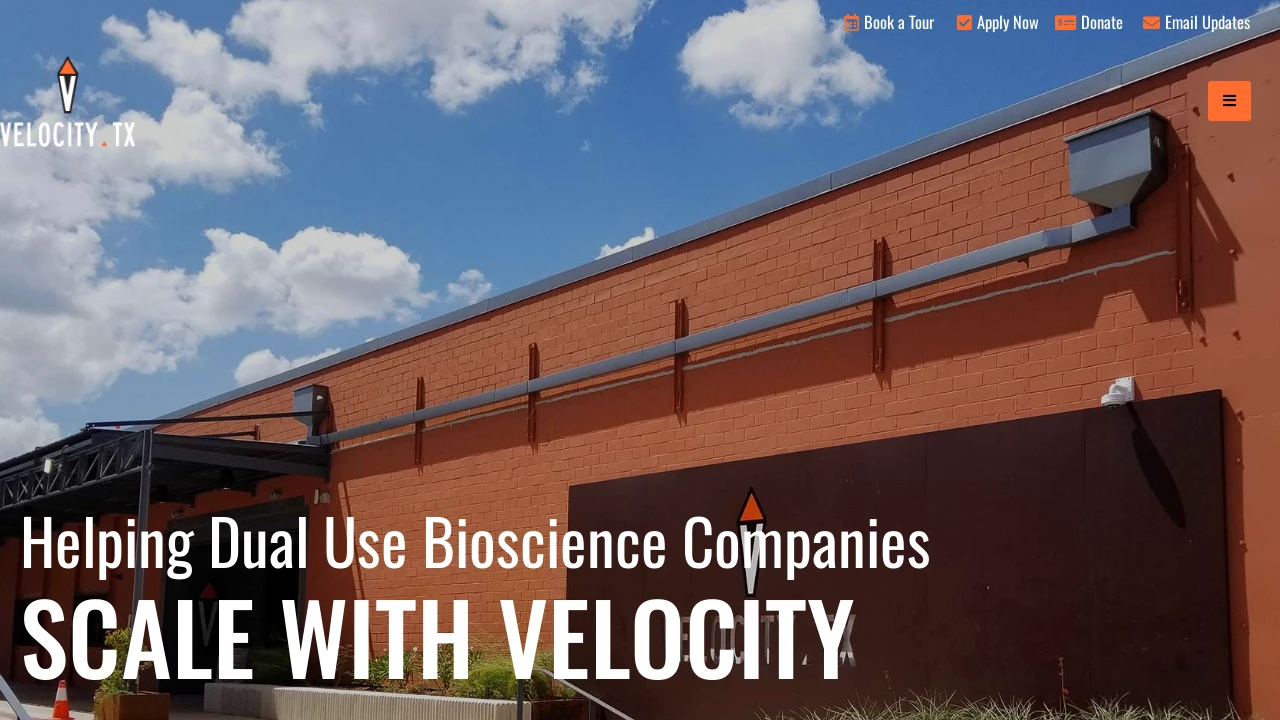 Book a Tour
Apply Now
Donate
Email Updates
VELOCITY.TX
Helping Dual Use Bioscience Companies
SCALE WITH VELOCITY